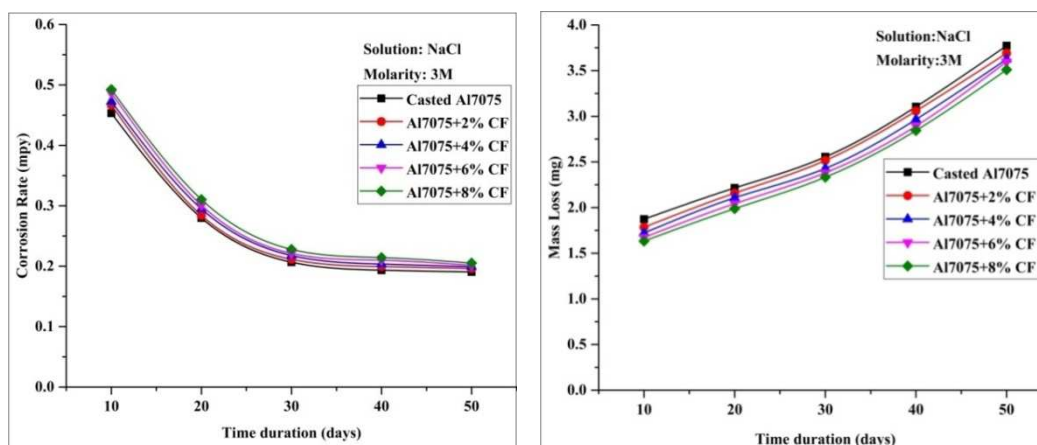 0.6
0.5
0.4
0.3
0.2
0.1
0.0
Corrosion Rate (mpy)
Solution: NaCl
Molarity: 3M
Casted Al7075
Al7075+2% CF
Al7075+4% CF
Al7075+6% CF
Al7075+8% CF
10 20 30 40 50
Time duration (days)
4.0
3.5
3.0
2.5
2.0
1.5
1.0
0.5
0.0
Mass Loss (mg)
Solution:NaCl
Molarity:3M
Casted Al7075
Al7075+2% CF
Al7075+4% CF
Al7075+6% CF
Al7075+8% CF
10 20 30 40 50
Time duration (days)